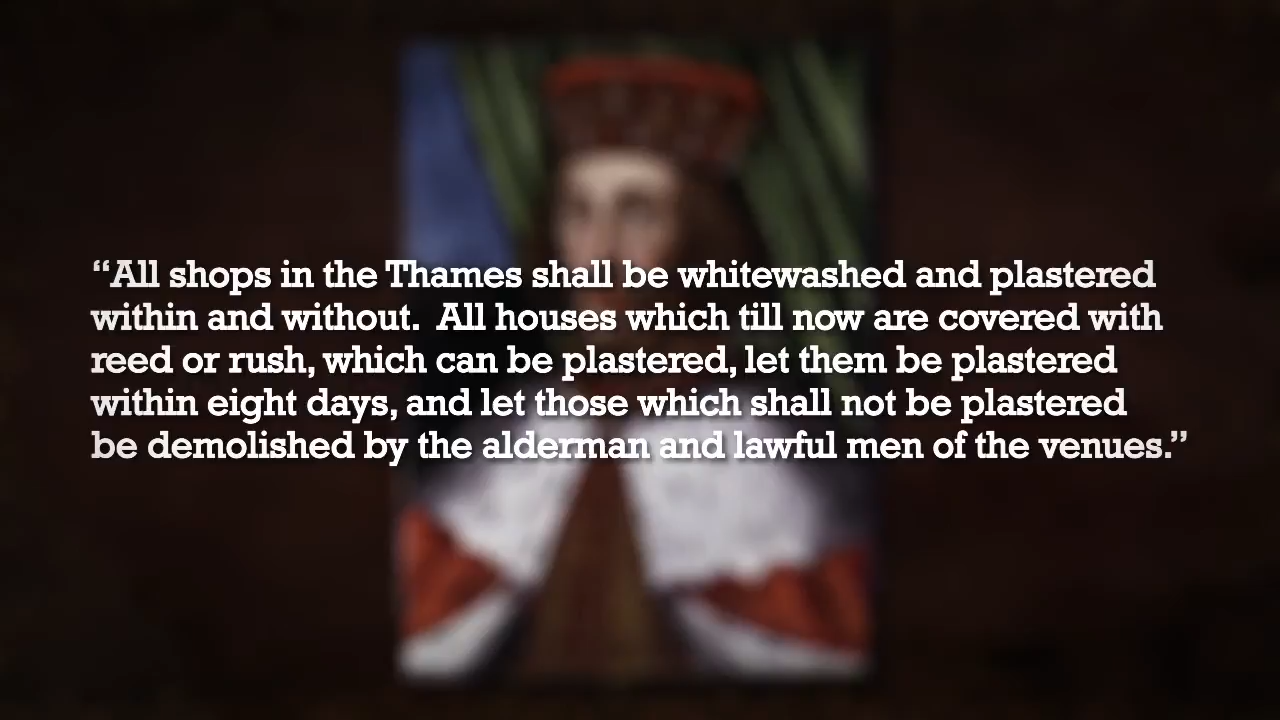 “All shops in the Thames shall be whitewashed and plastered
within and without.  All houses which till now are covered with
reed or rush, which can be plastered, let them be plastered
within eight days, and let those which shall not be plastered
be demolished by the alderman and lawful men of the venues.”